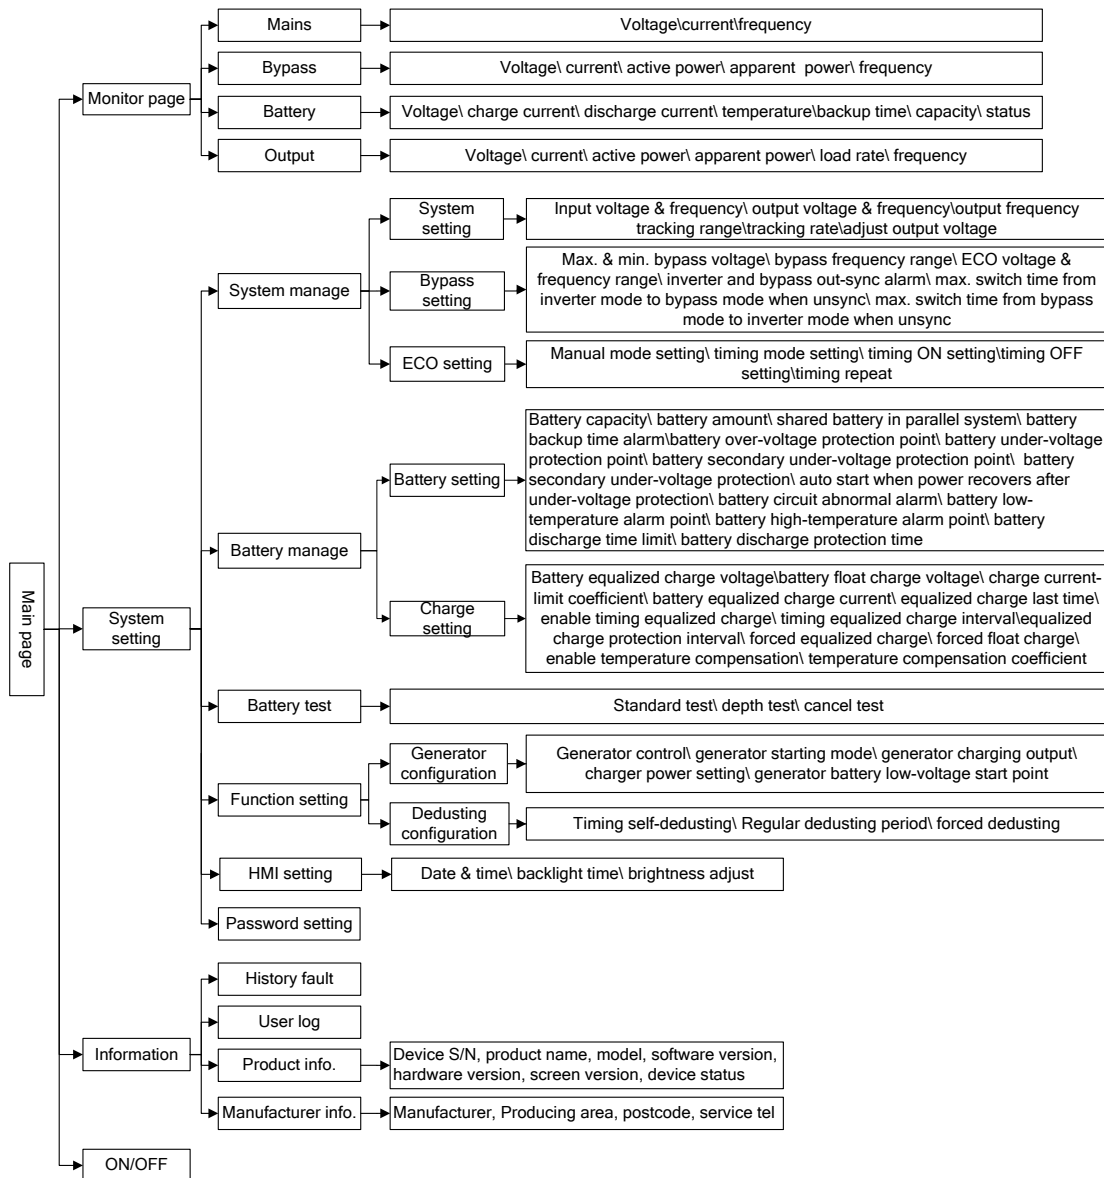 Main page
Monitor page
Mains
Voltage\current\frequency
Bypass
Voltage\ current\ active power\ apparent  power\ frequency
Battery
Voltage\ charge current\ discharge current\ temperature\backup time\ capacity\ status
Output
Voltage\ current\ active power\ apparent power\ load rate\ frequency
System
setting
System manage
System
setting
Input voltage & frequency\ output voltage & frequency\output frequency
tracking range\tracking rate\adjust output voltage
Bypass
setting
Max. & min. bypass voltage\ bypass frequency range\ ECO voltage &
frequency range\ inverter and bypass out-sync alarm\ max. switch time from
inverter mode to bypass mode when unsync\ max. switch time from bypass
mode to inverter mode when unsync
ECO setting
Manual mode setting\ timing mode setting\ timing ON setting\timing OFF
setting\timing repeat
Battery manage
Battery setting
Battery capacity\ battery amount\ shared battery in parallel system\ battery
backup time alarm\battery over-voltage protection point\ battery under-voltage
protection point\ battery secondary under-voltage protection point\  battery
secondary under-voltage protection\ auto start when power recovers after
under-voltage protection\ battery circuit abnormal alarm\ battery low-
temperature alarm point\ battery high-temperature alarm point\ battery
discharge time limit\ battery discharge protection time
Charge
setting
Battery equalized charge voltage\battery float charge voltage\ charge current-
limit coefficient\ battery equalized charge current\ equalized charge last time\
enable timing equalized charge\ timing equalized charge interval\equalized
charge protection interval\ forced equalized charge\ forced float charge\
enable temperature compensation\ temperature compensation coefficient
Battery test
Standard test\ depth test\ cancel test
Function setting
Generator
configuration
Generator control\ generator starting mode\ generator charging output\
charger power setting\ generator battery low-voltage start point
Dedusting
configuration
Timing self-dedusting\ Regular dedusting period\ forced dedusting
HMI setting
Date & time\ backlight time\ brightness adjust
Password setting
Information
History fault
User log
Product info.
Device S/N, product name, model, software version,
hardware version, screen version, device status
Manufacturer info.
Manufacturer, Producing area, postcode, service tel
ON/OFF